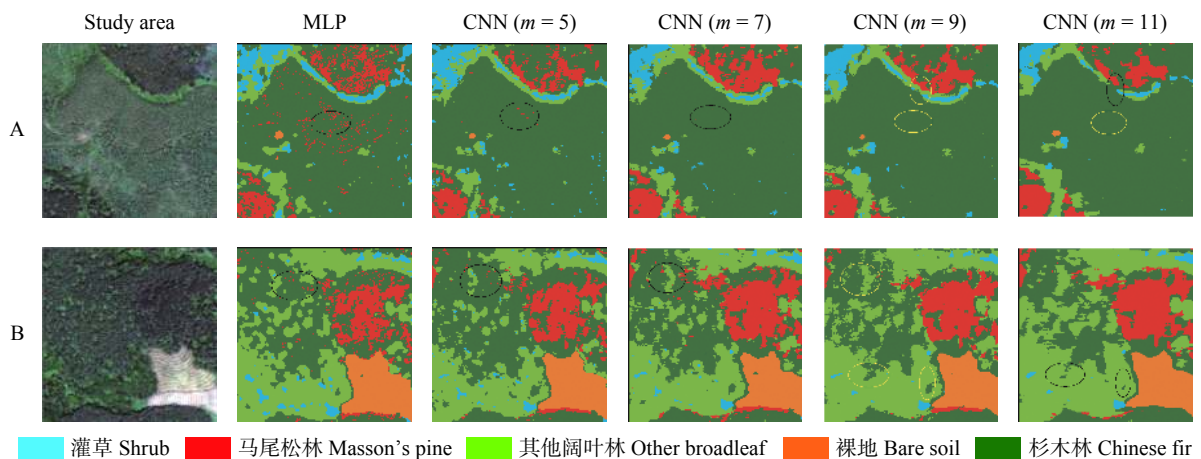 Study area MLP CNN (m = 5) CNN (m = 7) CNN (m = 9) CNN (m = 11)
A
B
灌草 Shrub 马尾松林 Masson's pine 其他阔叶林 Other broadleaf 裸地 Bare soil 杉木林 Chinese fir